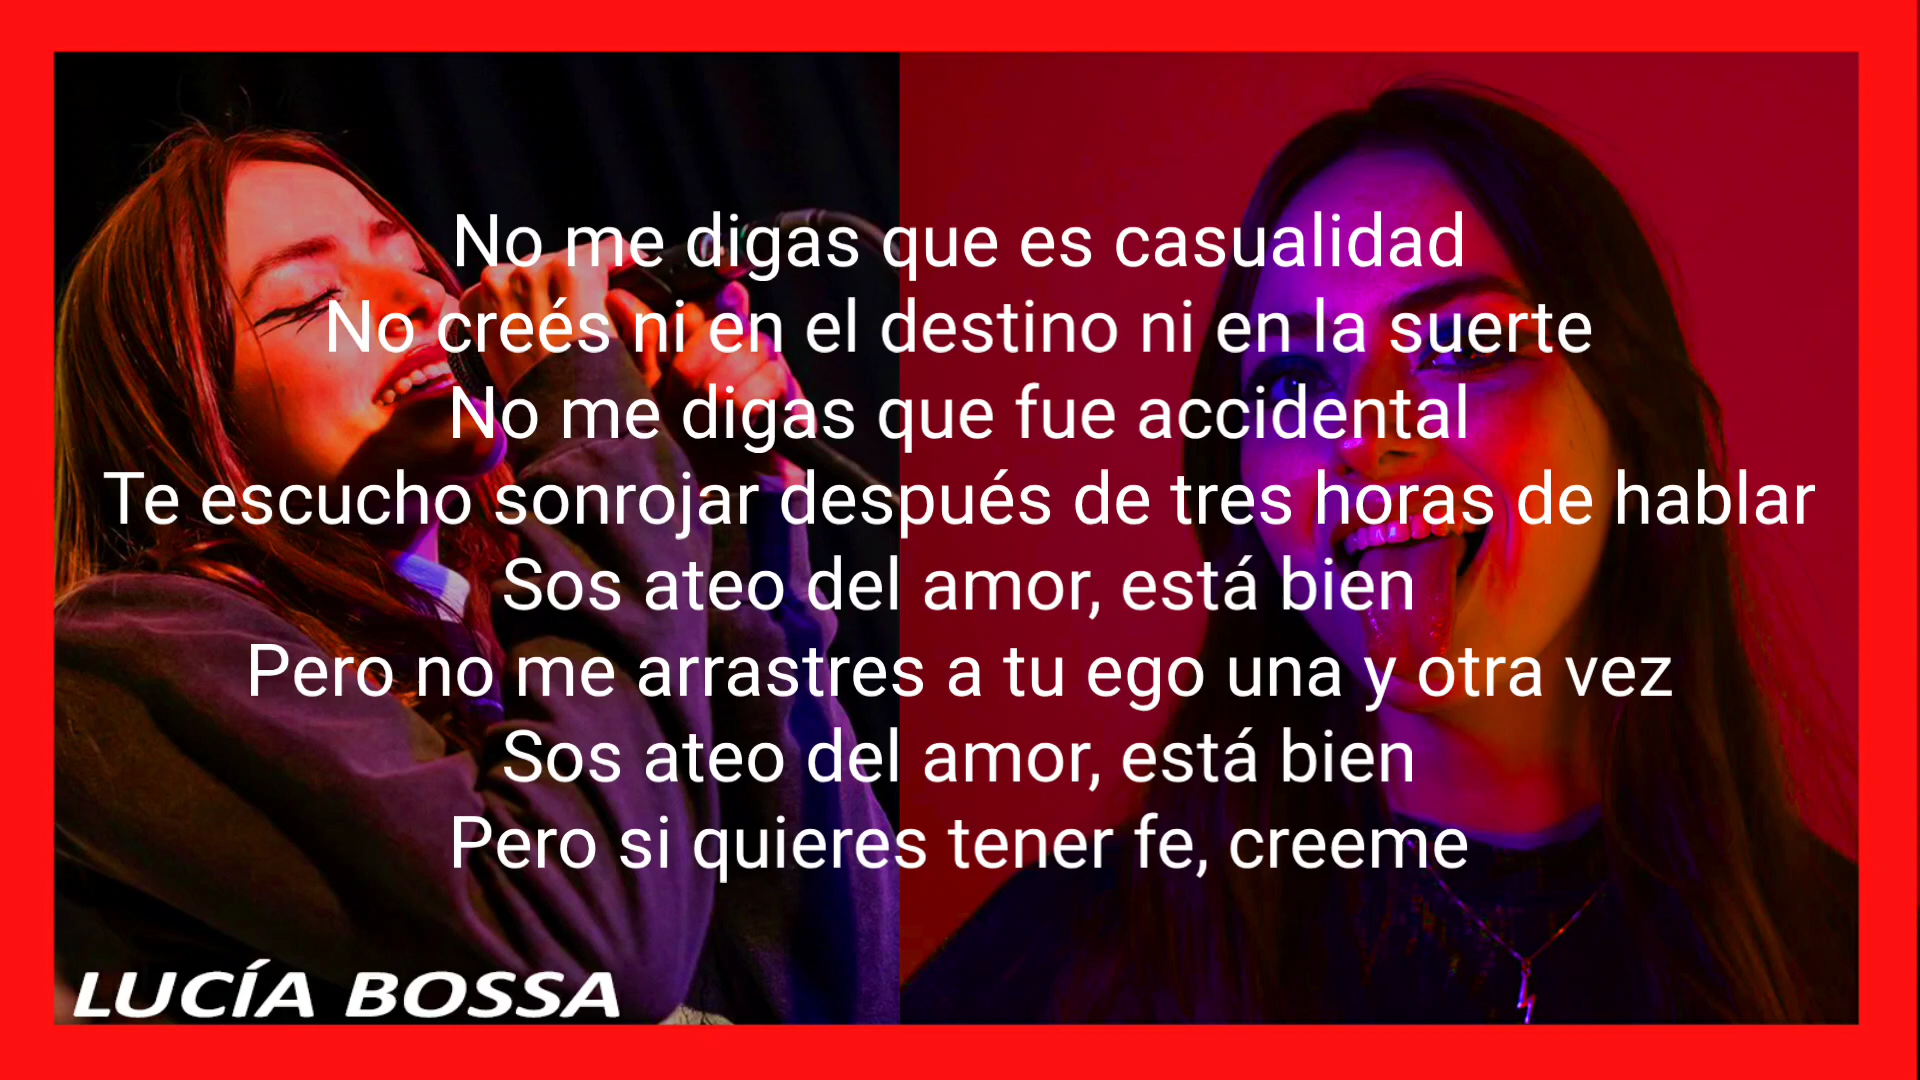 No me digas que es casualidad
No creés ni en el destino ni en la suerte
No me digas que fue accidental
Te escucho sonrojar después de tres horas de hablar
Sos ateo del amor, está bien
Pero no me arrastres a tu ego una y otra vez
Sos ateo del amor, está bien
Pero si quieres tener fe, creeme
LUCÍA BOSSA